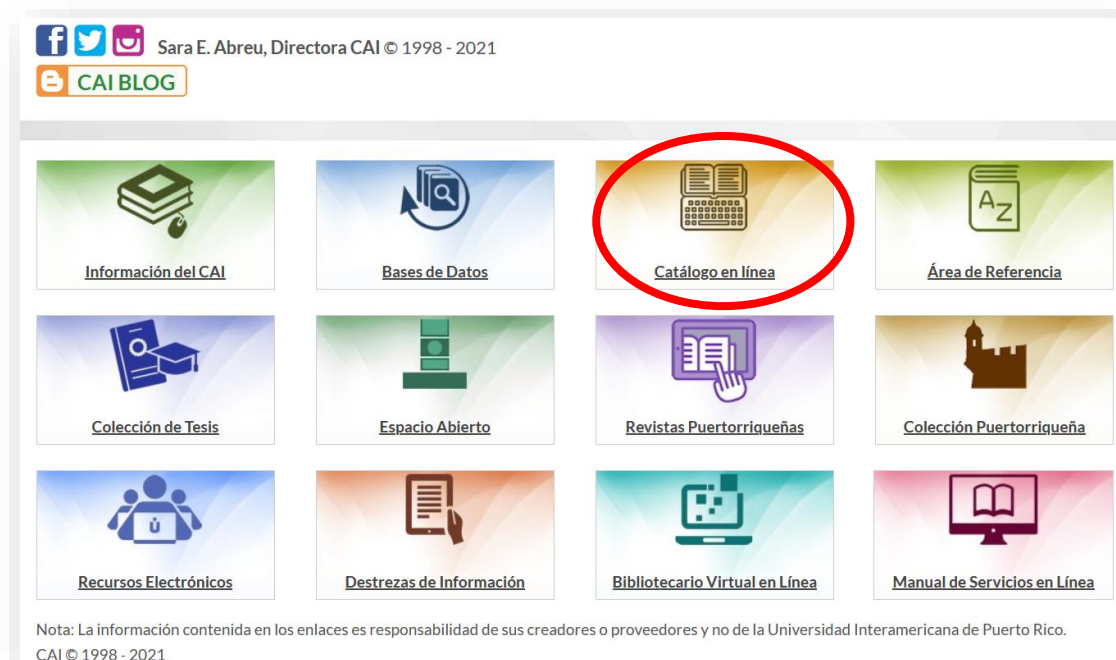 Sara E. Abreu, Directora CAI © 1998 - 2021
CAI BLOG
Información del CAI
Bases de Datos
Catálogo en línea
A Z
Área de Referencia
Colección de Tesis
Espacio Abierto
Revistas Puertorriqueñas
Colección Puertorriqueña
Recursos Electrónicos
Destrezas de Información
Bibliotecario Virtual en Línea
Manual de Servicios en Línea
Nota: La información contenida en los enlaces es responsabilidad de sus creadores o proveedores y no de la Universidad Interamericana de Puerto Rico.
CAI © 1998 - 2021